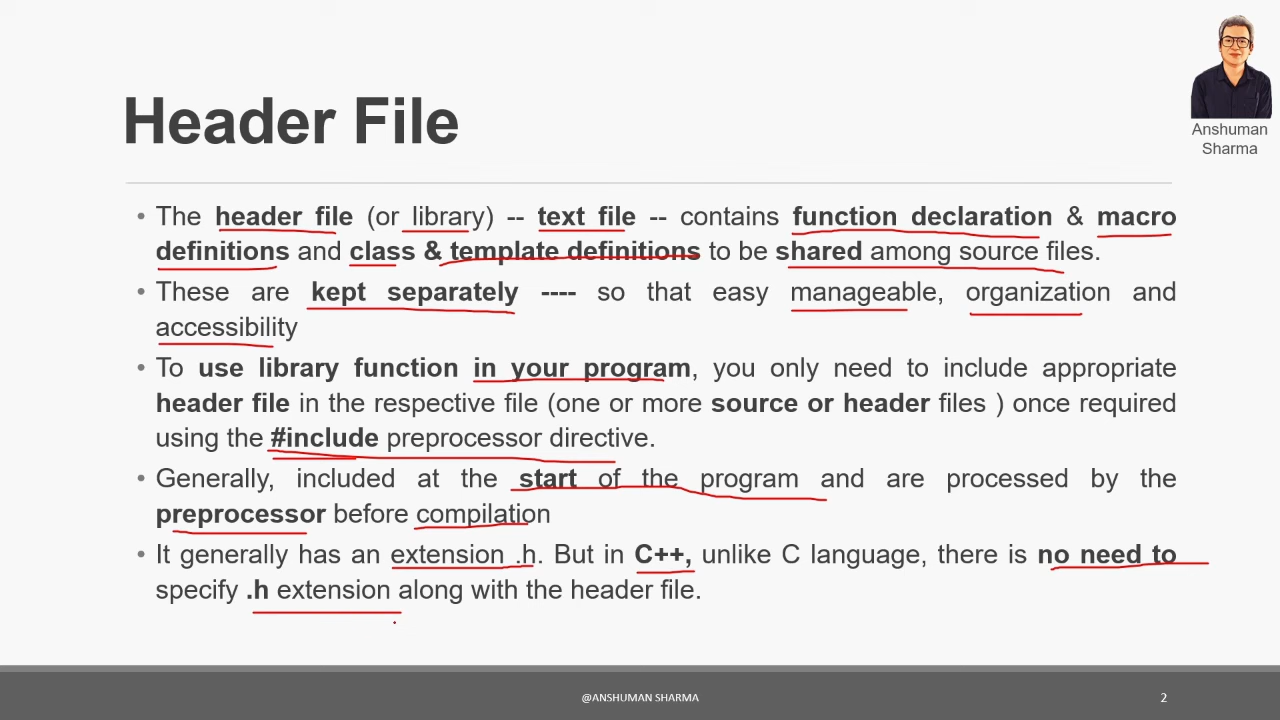 Anshuman
Sharma
Header File
• The header file (or library) -- text file -- contains function declaration & macro
definitions and class & template definitions to be shared among source files.
• These are kept separately ---- so that easy manageable, organization and
accessibility
• To use library function in your program, you only need to include appropriate
header file in the respective file (one or more source or header files ) once required
using the #include preprocessor directive.
• Generally, included at the start of the program and are processed by the
preprocessor before compilation
• It generally has an extension .h. But in C++, unlike C language, there is no need to
specify .h extension along with the header file.
@ANSHUMAN SHARMA
2